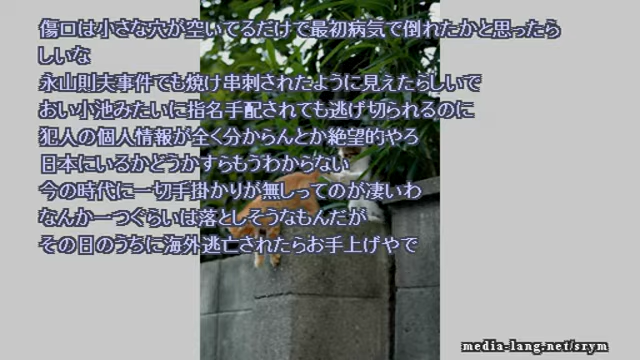 傷口は小さな穴が空いてるだけで最初病気で倒れたかと思ったら
しいな
永山則夫事件でも焼け串刺されたように見えたらしいで
おい小池みたいに指名手配されても逃げ切られるのに
犯人の個人情報が全く分からんとか絶望的やろ
日本にいるかどうかすらもうわからない
今の時代に一切手掛かりが無しってのが凄いわ
なんか一つぐらいは落としそうなもんだが
その日のうちに海外逃亡されたらお手上げやで
media-lang.net/srym